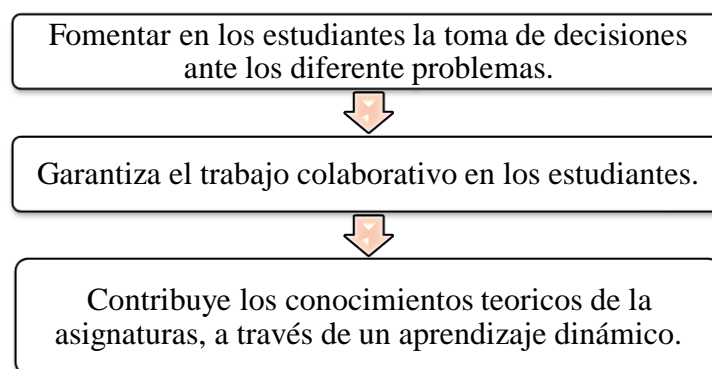 Fomentar en los estudiantes la toma de decisiones
ante los diferente problemas.
Garantiza el trabajo colaborativo en los estudiantes.
Contribuye los conocimientos teoricos de la
asignaturas, a través de un aprendizaje dinámico.